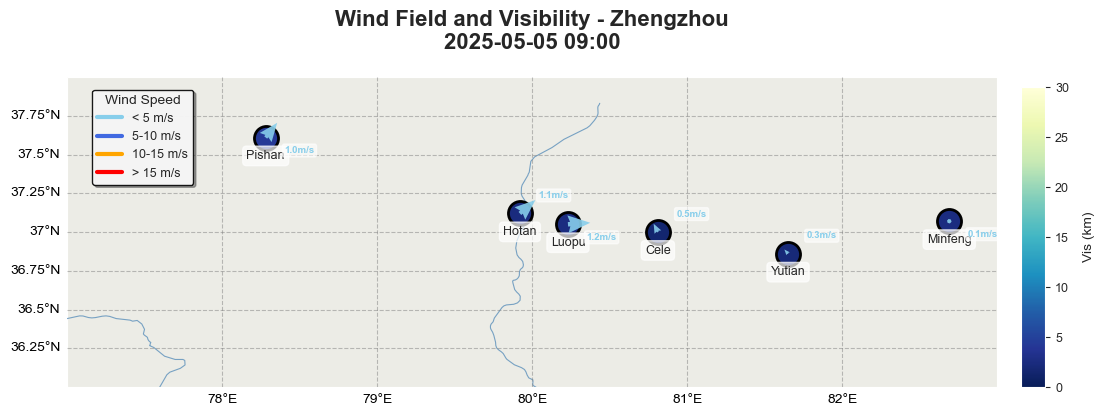 Wind Field and Visibility - Zhengzhou
2025-05-05 09:00
Wind Speed
< 5 m/s
5-10 m/s
10-15 m/s
> 15 m/s
37.75°N
37.5°N
37.25°N
37°N
36.75°N
36.5°N
36.25°N
78°E
79°E
80°E
81°E
82°E
Pishan
1.0m/s
Hotan
1.1m/s
Luopu
1.2m/s
Cele
0.5m/s
Yutian
0.3m/s
Minfeng
0.1m/s
30
25
20
15
10
5
0
Vis (km)